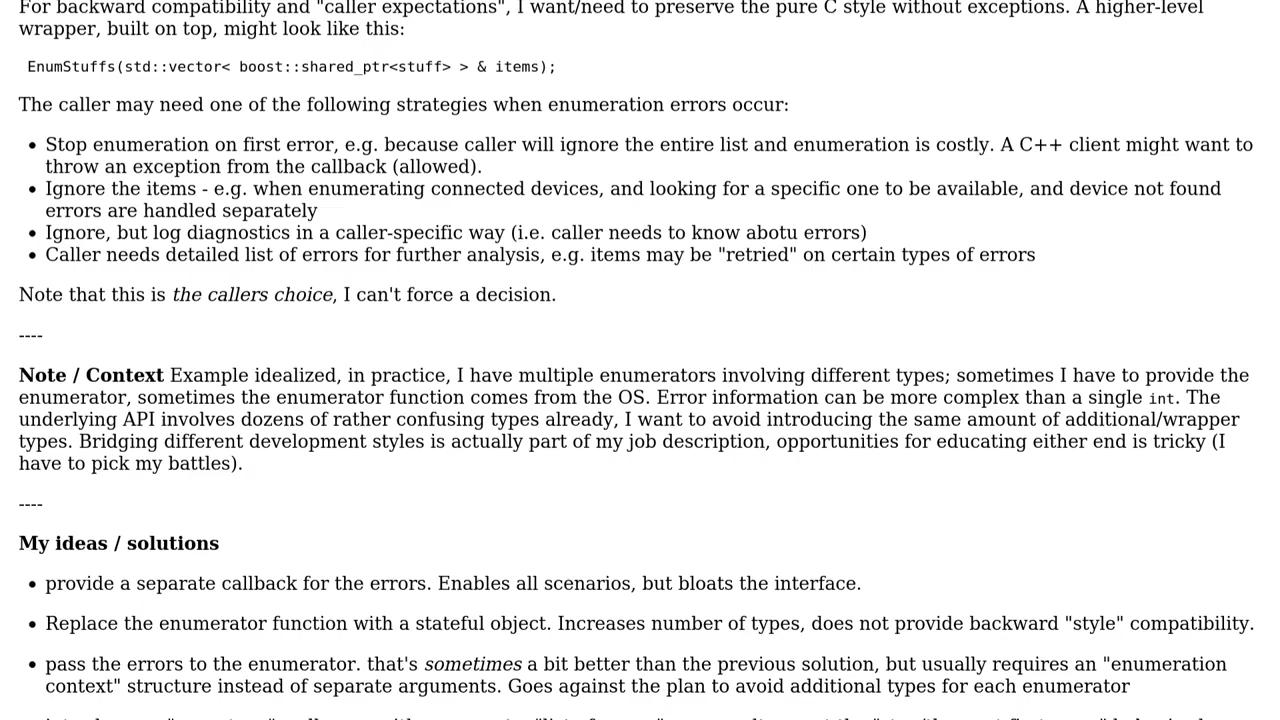 For backward compatibility and "caller expectations", I want/need to preserve the pure C style without exceptions. A higher-level
wrapper, built on top, might look like this:
EnumStuffs(std::vector< boost::shared_ptr<stuff> > & items);
The caller may need one of the following strategies when enumeration errors occur:
• Stop enumeration on first error, e.g. because caller will ignore the entire list and enumeration is costly. A C++ client might want to
throw an exception from the callback (allowed).
• Ignore the items - e.g. when enumerating connected devices, and looking for a specific one to be available, and device not found
errors are handled separately
• Ignore, but log diagnostics in a caller-specific way (i.e. caller needs to know abotu errors)
• Caller needs detailed list of errors for further analysis, e.g. items may be "retried" on certain types of errors
Note that this is the callers choice, I can't force a decision.
----
Note / Context Example idealized, in practice, I have multiple enumerators involving different types; sometimes I have to provide the
enumerator, sometimes the enumerator function comes from the OS. Error information can be more complex than a single int. The
underlying API involves dozens of rather confusing types already, I want to avoid introducing the same amount of additional/wrapper
types. Bridging different development styles is actually part of my job description, opportunities for educating either end is tricky (I
have to pick my battles).
----
My ideas / solutions
• provide a separate callback for the errors. Enables all scenarios, but bloats the interface.
• Replace the enumerator function with a stateful object. Increases number of types, does not provide backward "style" compatibility.
• pass the errors to the enumerator. that's sometimes a bit better than the previous solution, but usually requires an "enumeration
context" structure instead of separate arguments. Goes against the plan to avoid additional types for each enumerator